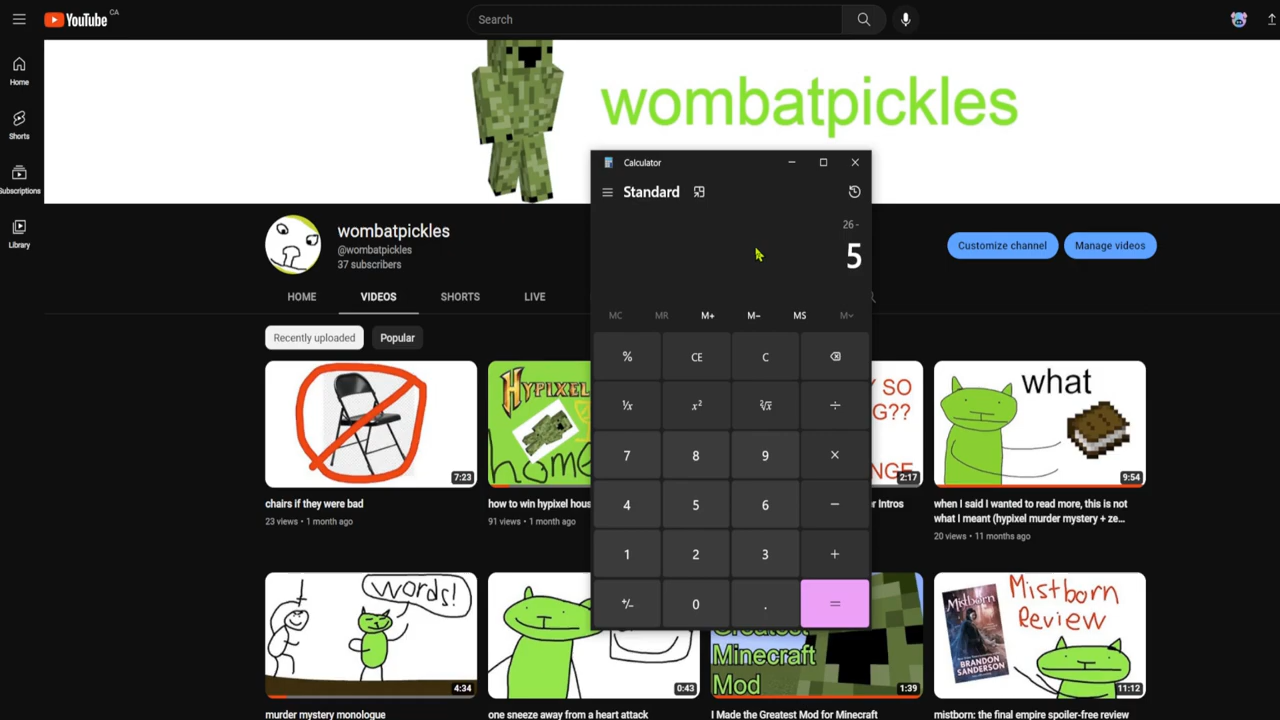 YouTube CA
Search
Home
Shorts
Subscriptions
Library
wombatpickles
wombatpickles
@wombatpickles
37 subscribers
Customize channel
Manage videos
HOME
VIDEOS
SHORTS
LIVE
Recently uploaded
Popular
Calculator
Standard
26 -
5
MC
MR
M+
M-
MS
M˅
%
CE
C
⅟x
x²
²√x
÷
7
8
9
×
4
5
6
−
1
2
3
+
+/-
0
.
=
7:23
chairs if they were bad
23 views • 1 month ago
HYPIXEL
home
how to win hypixel hous
91 views • 1 month ago
Y SO
G??
NGE
2:17
r Intros
what
9:54
when I said I wanted to read more, this is not
what I meant (hypixel murder mystery + ze...
20 views • 11 months ago
words!
4:34
murder mystery monologue
0:43
one sneeze away from a heart attack
Greatest
Minecraft
Mod
1:39
I Made the Greatest Mod for Minecraft
Mistborn
Review
Mistborn
BRANDON
SANDERSON
11:12
mistborn: the final empire spoiler-free review